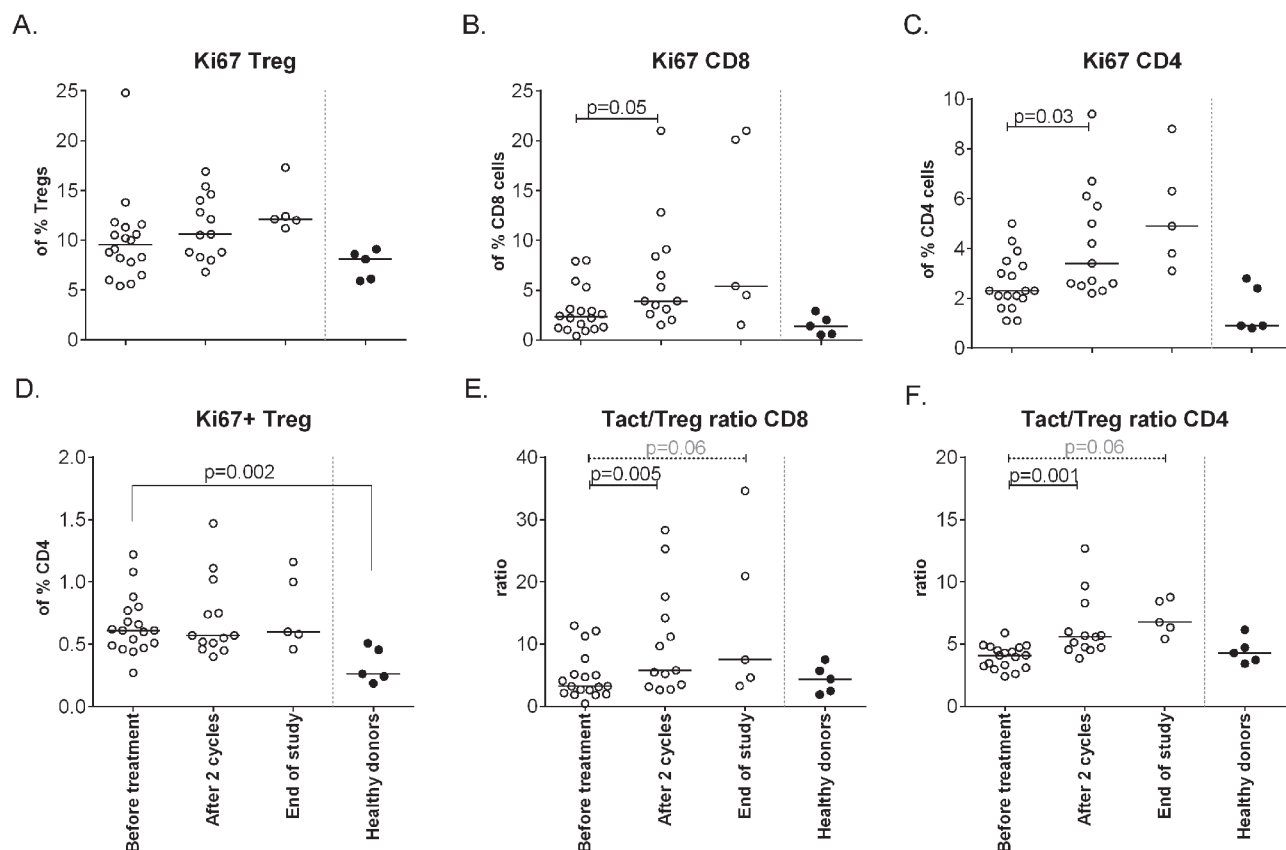 A.
Ki67 Treg
of % Tregs
25
20
15
10
5
0
B.
Ki67 CD8
of % CD8 cells
25
20
15
10
5
0
p=0.05
C.
Ki67 CD4
of % CD4 cells
10
8
6
4
2
0
p=0.03
D.
Ki67+ Treg
of % CD4
2.0
1.5
1.0
0.5
0.0
p=0.002
Before treatment
After 2 cycles
End of study
Healthy donors
E.
Tact/Treg ratio CD8
ratio
40
30
20
10
0
p=0.06
p=0.005
Before treatment
After 2 cycles
End of study
Healthy donors
F.
Tact/Treg ratio CD4
ratio
20
15
10
5
0
p=0.06
p=0.001
Before treatment
After 2 cycles
End of study
Healthy donors